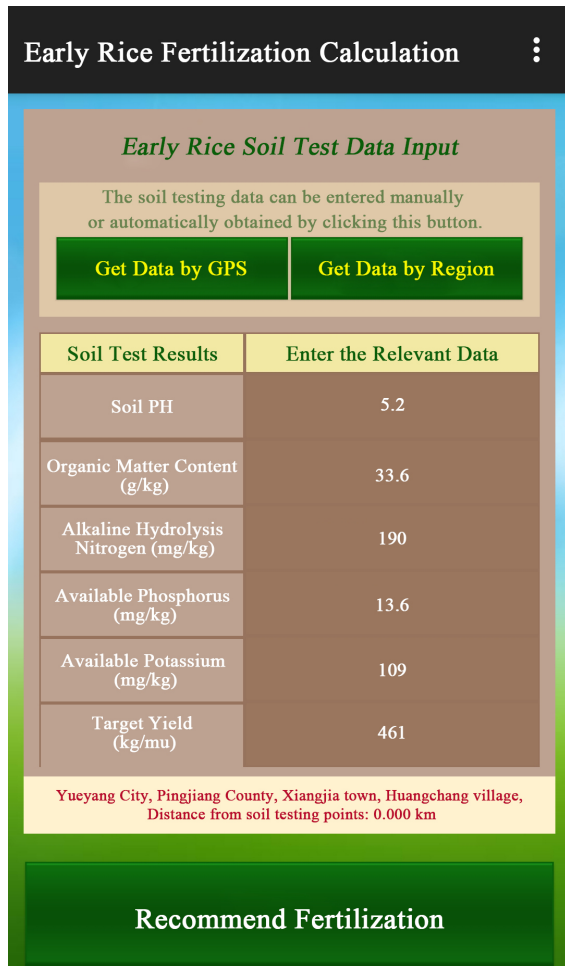 Early Rice Fertilization Calculation
Early Rice Soil Test Data Input
The soil testing data can be entered manually
or automatically obtained by clicking this button.
Get Data by GPS
Get Data by Region
Soil Test Results
Enter the Relevant Data
Soil PH
5.2
Organic Matter Content
(g/kg)
33.6
Alkaline Hydrolysis
Nitrogen (mg/kg)
190
Available Phosphorus
(mg/kg)
13.6
Available Potassium
(mg/kg)
109
Target Yield
(kg/mu)
461
Yueyang City, Pingjiang County, Xiangjia town, Huangchang village,
Distance from soil testing points: 0.000 km
Recommend Fertilization